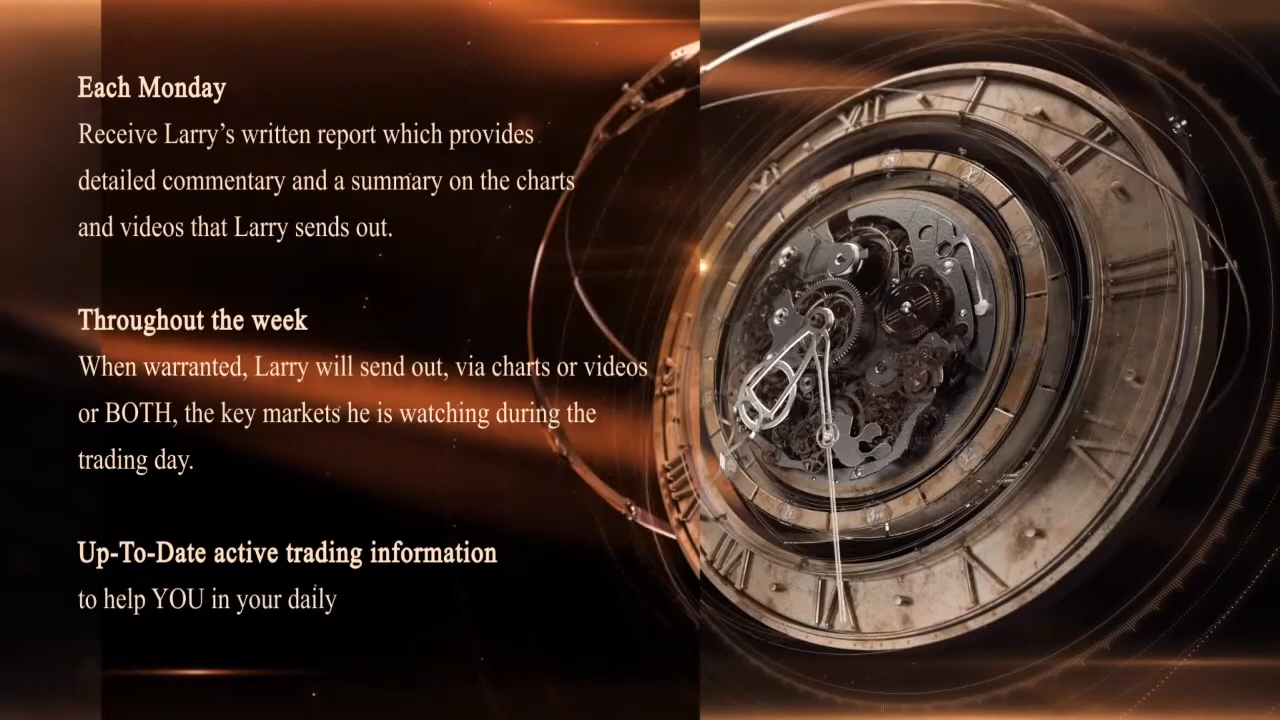 Each Monday
Receive Larry’s written report which provides
detailed commentary and a summary on the charts
and videos that Larry sends out.
Throughout the week
When warranted, Larry will send out, via charts or videos
or BOTH, the key markets he is watching during the
trading day.
Up-To-Date active trading information
to help YOU in your daily